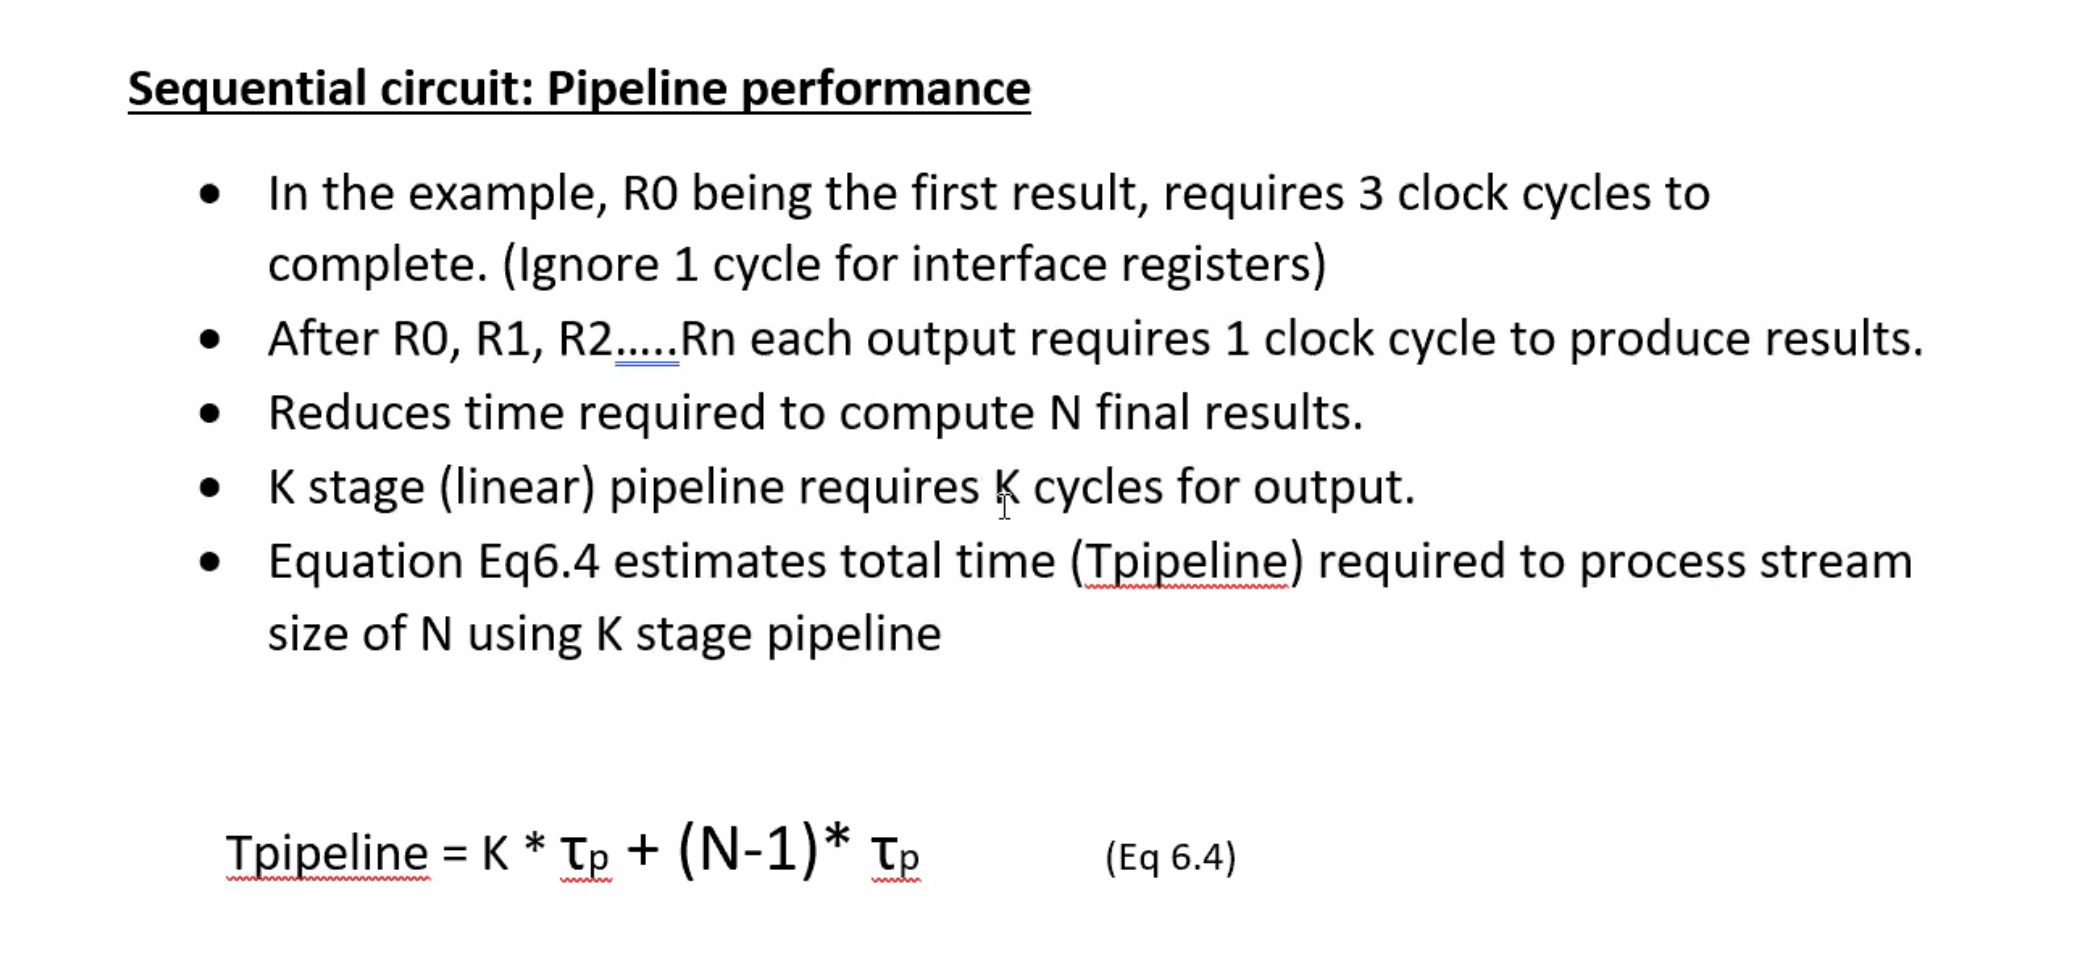 Sequential circuit: Pipeline performance
• In the example, R0 being the first result, requires 3 clock cycles to
complete. (Ignore 1 cycle for interface registers)
• After R0, R1, R2.....Rn each output requires 1 clock cycle to produce results.
• Reduces time required to compute N final results.
• K stage (linear) pipeline requires K cycles for output.
• Equation Eq6.4 estimates total time (Tpipeline) required to process stream
size of N using K stage pipeline
Tpipeline = K * τp + (N-1)* τp (Eq 6.4)